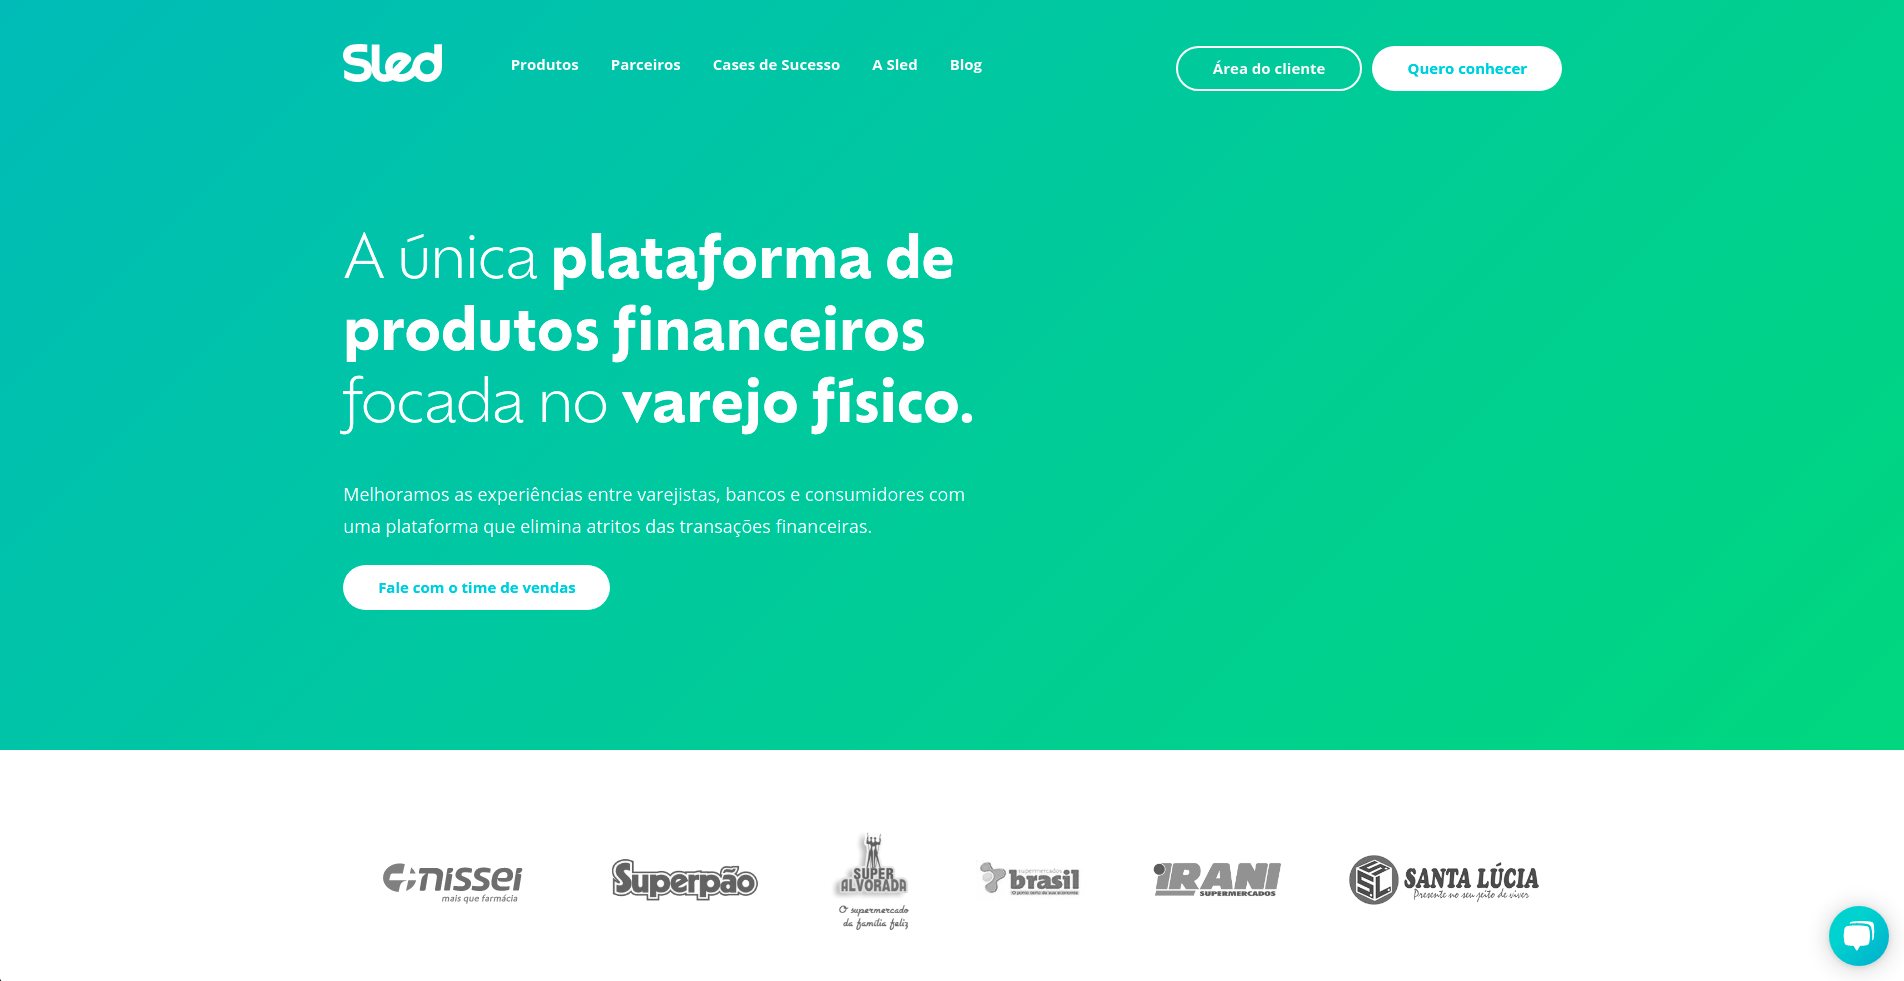 Sled
Produtos
Parceiros
Cases de Sucesso
A Sled
Blog
Área do cliente
Quero conhecer
A única plataforma de
produtos financeiros
focada no varejo físico.
Melhoramos as experiências entre varejistas, bancos e consumidores com
uma plataforma que elimina atritos das transações financeiras.
Fale com o time de vendas
nissei
mais que farmácia
Superpão
SUPER
ALVORADA
O supermercado
da família feliz
supermercados
brasil
IRANI
SUPERMERCADOS
SL
SANTA LÚCIA
Presente no seu jeito de viver